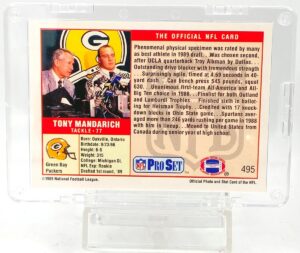 THE OFFICIAL NFL CARD
Phenomenal physical specimen was rated by many
as best athlete in 1989 draft...Was chosen second,
after UCLA quarterback Troy Aikman by Dallas...
Outstanding drive blocker with tremendous strength
...Surprisingly agile, timed at 4.59 seconds in 40-
yard dash... Can bench press 545 pounds, squat
630... Unanimous first-team All-America and All-
Big Ten choice in 1988... Finalist for both Outland
and Lombardi Trophies ...Finished sixth in balloting
for Heisman Trophy...Credited with 17 knock-
down blocks in Ohio State game... Spartans aver-
aged more than 246 yards rushing per game in 1988
with him in lineup... Moved to United States from
Canada during senior year of high school
TONY MANDARICH
TACKLE • 77
Green Bay
Packers
Born: Oakville, Ontario
Birthdate: 9/23/66
Height: 6-5
Weight: 315
College: Michigan St.
NFL Exp: Rookie
Drafted: 1st round, '89
PRO SET
495
©1989 National Football League.
Official Photo and Stat Card of the NFL.